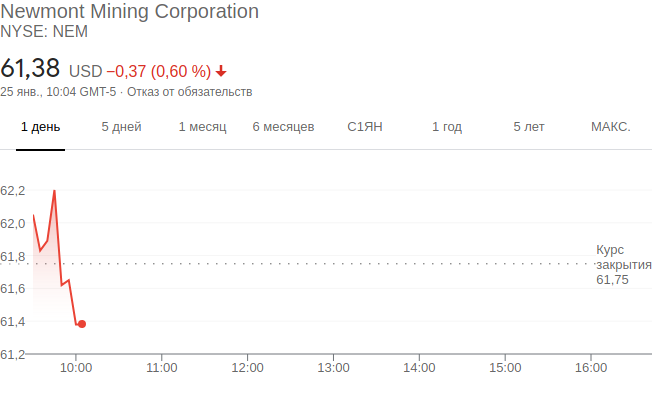 Newmont Mining Corporation
NYSE: NEM
61,38 USD −0,37 (0,60 %)
25 янв., 10:04 GMT-5 · Отказ от обязательств
1 день 5 дней 1 месяц 6 месяцев С1ЯН 1 год 5 лет МАКС.
62,2
62,0
61,8
61,6
61,4
61,2
Курс
закрытия
61,75
10:00 11:00 12:00 13:00 14:00 15:00 16:00